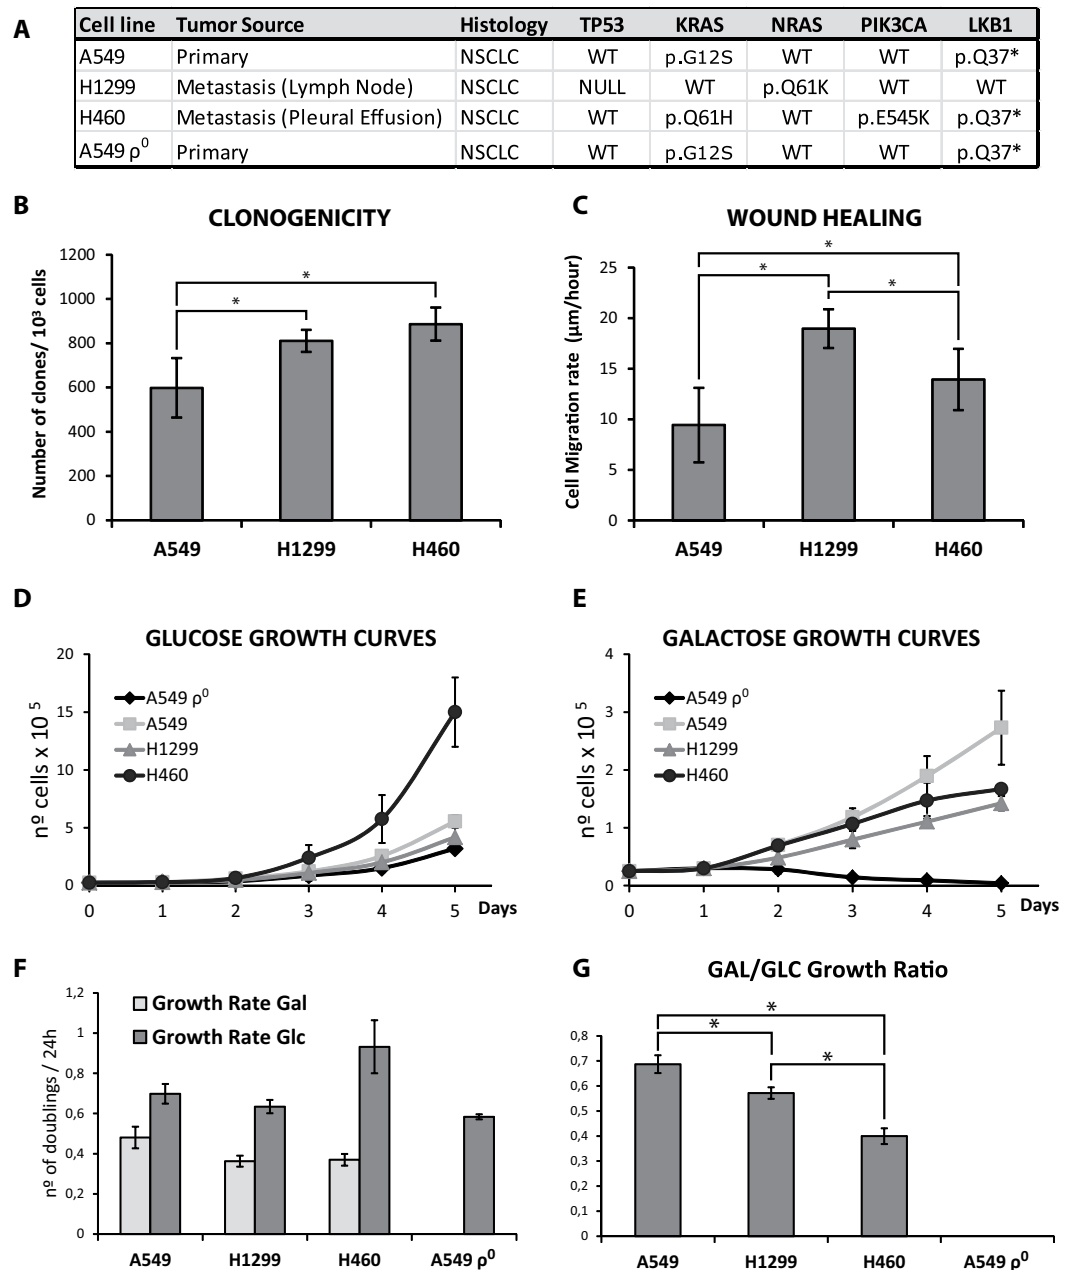 A
Cell line Tumor Source Histology TP53 KRAS NRAS PIK3CA LKB1
A549 Primary NSCLC WT p.G12S WT WT p.Q37*
H1299 Metastasis (Lymph Node) NSCLC NULL WT p.Q61K WT WT
H460 Metastasis (Pleural Effusion) NSCLC WT p.Q61H WT p.E545K p.Q37*
A549 ρ⁰ Primary NSCLC WT p.G12S WT WT p.Q37*
B
CLONOGENICITY
Number of clones/ 10³ cells
1200
1000
800
600
400
200
0
*
*
A549 H1299 H460
C
WOUND HEALING
Cell Migration rate (µm/hour)
25
20
15
10
5
0
*
*
*
A549 H1299 H460
D
GLUCOSE GROWTH CURVES
nº cells x 10 ⁵
20
15
10
5
0
A549 ρ⁰
A549
H1299
H460
0 1 2 3 4 5 Days
E
GALACTOSE GROWTH CURVES
nº cells x 10 ⁵
4
3
2
1
0
A549 ρ⁰
A549
H1299
H460
0 1 2 3 4 5 Days
F
nº of doublings / 24h
1,2
1
0,8
0,6
0,4
0,2
0
Growth Rate Gal
Growth Rate Glc
A549 H1299 H460 A549 ρ⁰
G
GAL/GLC Growth Ratio
0,8
0,7
0,6
0,5
0,4
0,3
0,2
0,1
0
*
*
*
A549 H1299 H460 A549 ρ⁰